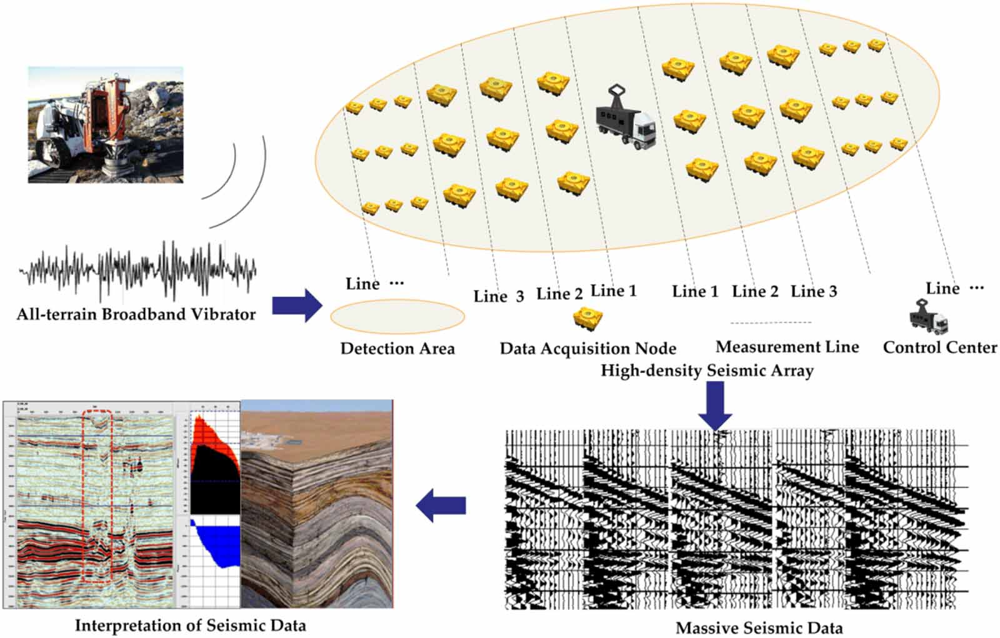 Line ...
Line 3
Line 2
Line 1
Line 1
Line 2
Line 3
Line ...
All-terrain Broadband Vibrator
Detection Area
Data Acquisition Node
Measurement Line
Control Center
High-density Seismic Array
Interpretation of Seismic Data
Massive Seismic Data